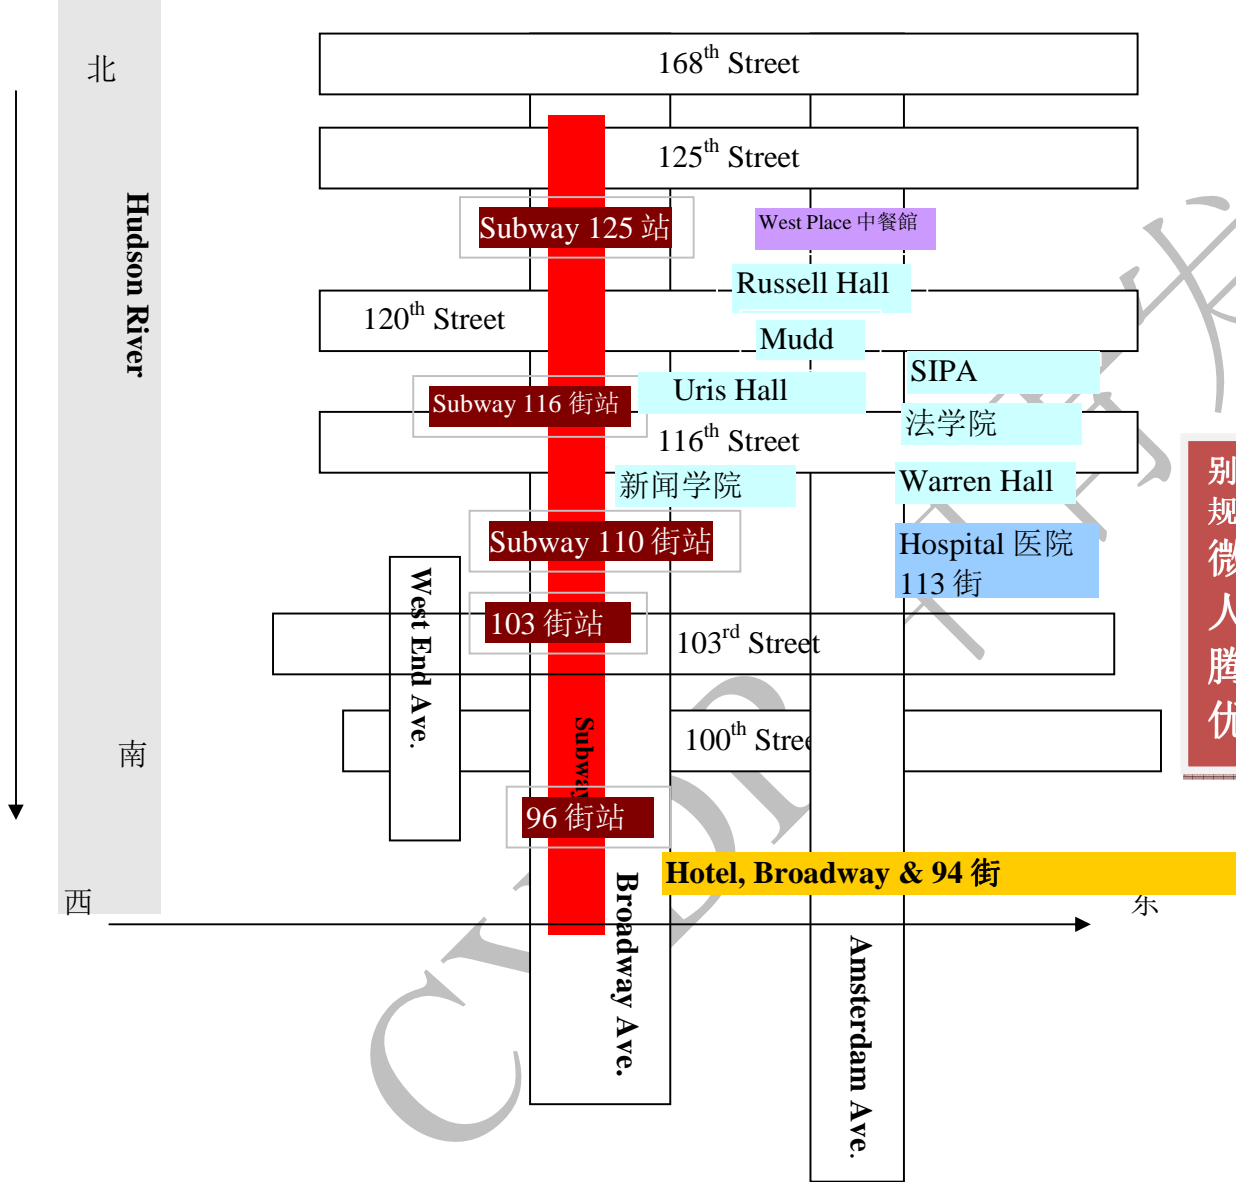 北
168th Street
125th Street
Hudson River
Subway 125 站
West Place 中餐館
Russell Hall
120th Street
Mudd
SIPA
Uris Hall
Subway 116 街站
法学院
116th Street
新闻学院
Warren Hall
Subway 110 街站
Hospital 医院
113 街
West End Ave.
103 街站
103rd Street
南
Subway
100th Stree
96 街站
Hotel, Broadway & 94 街
西
东
Broadway Ave.
Amsterdam Ave.
别
规
微
人
腾
优